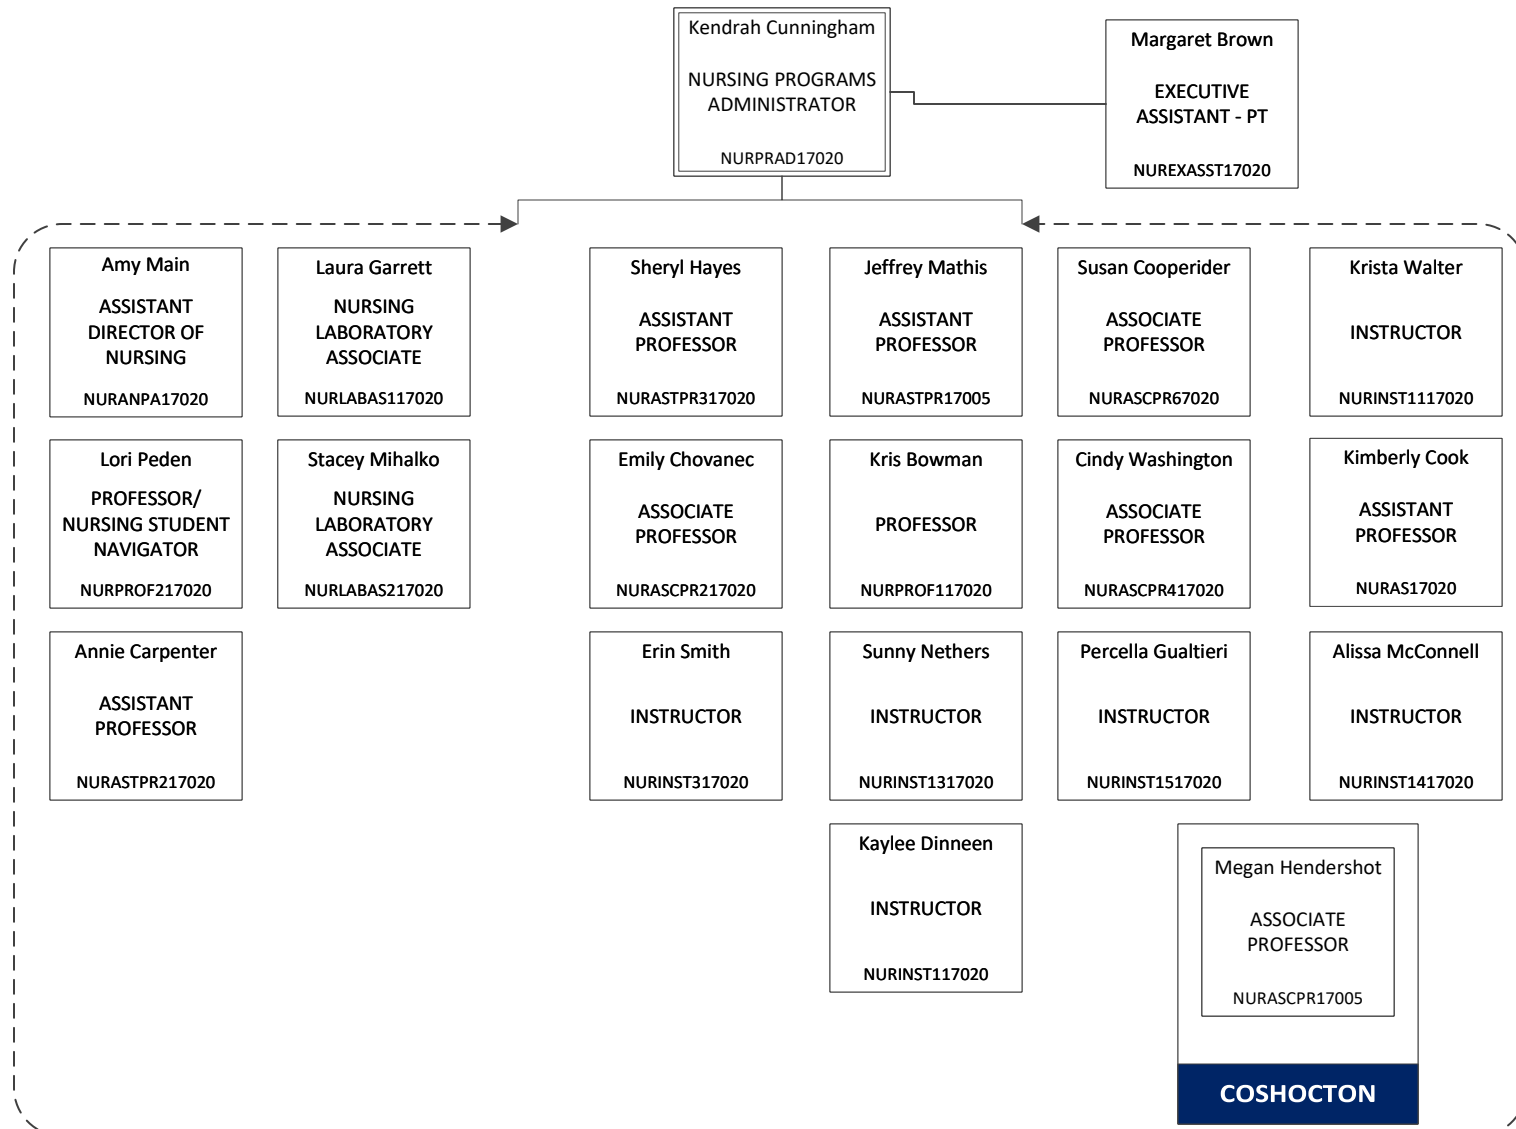 Kendrah Cunningham
NURSING PROGRAMS
ADMINISTRATOR
NURPRAD17020
Margaret Brown
EXECUTIVE
ASSISTANT - PT
NUREXASST17020
Amy Main
ASSISTANT
DIRECTOR OF
NURSING
NURANPA17020
Laura Garrett
NURSING
LABORATORY
ASSOCIATE
NURLABAS117020
Sheryl Hayes
ASSISTANT
PROFESSOR
NURASTPR317020
Jeffrey Mathis
ASSISTANT
PROFESSOR
NURASTPR17005
Susan Cooperider
ASSOCIATE
PROFESSOR
NURASCPR67020
Krista Walter
INSTRUCTOR
NURINST1117020
Lori Peden
PROFESSOR/
NURSING STUDENT
NAVIGATOR
NURPROF217020
Stacey Mihalko
NURSING
LABORATORY
ASSOCIATE
NURLABAS217020
Emily Chovanec
ASSOCIATE
PROFESSOR
NURASCPR217020
Kris Bowman
PROFESSOR
NURPROF117020
Cindy Washington
ASSOCIATE
PROFESSOR
NURASCPR417020
Kimberly Cook
ASSISTANT
PROFESSOR
NURAS17020
Annie Carpenter
ASSISTANT
PROFESSOR
NURASTPR217020
Erin Smith
INSTRUCTOR
NURINST317020
Sunny Nethers
INSTRUCTOR
NURINST1317020
Percella Gualtieri
INSTRUCTOR
NURINST1517020
Alissa McConnell
INSTRUCTOR
NURINST1417020
Kaylee Dinneen
INSTRUCTOR
NURINST117020
Megan Hendershot
ASSOCIATE
PROFESSOR
NURASCPR17005
COSHOCTON